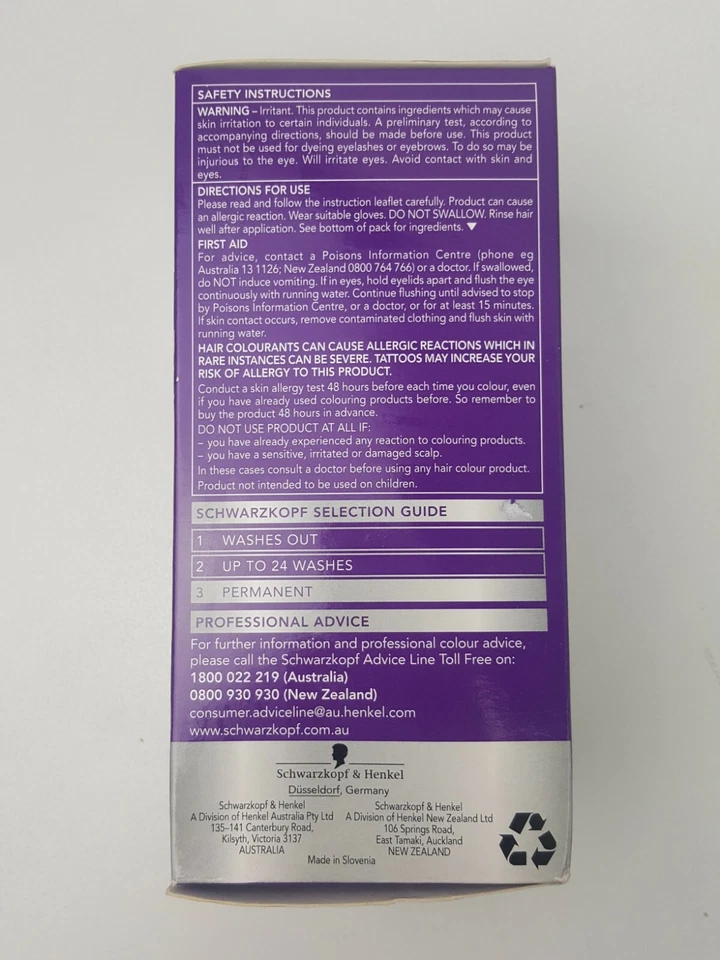 SAFETY INSTRUCTIONS
WARNING – Irritant. This product contains ingredients which may cause
skin irritation to certain individuals. A preliminary test, according to
accompanying directions, should be made before use. This product
must not be used for dyeing eyelashes or eyebrows. To do so may be
injurious to the eye. Will irritate eyes. Avoid contact with skin and
eyes.
DIRECTIONS FOR USE
Please read and follow the instruction leaflet carefully. Product can cause
an allergic reaction. Wear suitable gloves. DO NOT SWALLOW. Rinse hair
well after application. See bottom of pack for ingredients. ▼
FIRST AID
For advice, contact a Poisons Information Centre (phone eg
Australia 13 1126; New Zealand 0800 764 766) or a doctor. If swallowed,
do NOT induce vomiting. If in eyes, hold eyelids apart and flush the eye
continuously with running water. Continue flushing until advised to stop
by Poisons Information Centre, or a doctor, or for at least 15 minutes.
If skin contact occurs, remove contaminated clothing and flush skin with
running water.
HAIR COLOURANTS CAN CAUSE ALLERGIC REACTIONS WHICH IN
RARE INSTANCES CAN BE SEVERE. TATTOOS MAY INCREASE YOUR
RISK OF ALLERGY TO THIS PRODUCT.
Conduct a skin allergy test 48 hours before each time you colour, even
if you have already used colouring products before. So remember to
buy the product 48 hours in advance.
DO NOT USE PRODUCT AT ALL IF:
– you have already experienced any reaction to colouring products.
– you have a sensitive, irritated or damaged scalp.
In these cases consult a doctor before using any hair colour product.
Product not intended to be used on children.
SCHWARZKOPF SELECTION GUIDE
1 WASHES OUT
2 UP TO 24 WASHES
3 PERMANENT
PROFESSIONAL ADVICE
For further information and professional colour advice,
please call the Schwarzkopf Advice Line Toll Free on:
1800 022 219 (Australia)
0800 930 930 (New Zealand)
consumer.adviceline@au.henkel.com
www.schwarzkopf.com.au
Schwarzkopf & Henkel
Düsseldorf, Germany
Schwarzkopf & Henkel
A Division of Henkel Australia Pty Ltd
135–141 Canterbury Road,
Kilsyth, Victoria 3137
AUSTRALIA
Schwarzkopf & Henkel
A Division of Henkel New Zealand Ltd
106 Springs Road,
East Tamaki, Auckland
NEW ZEALAND
Made in Slovenia